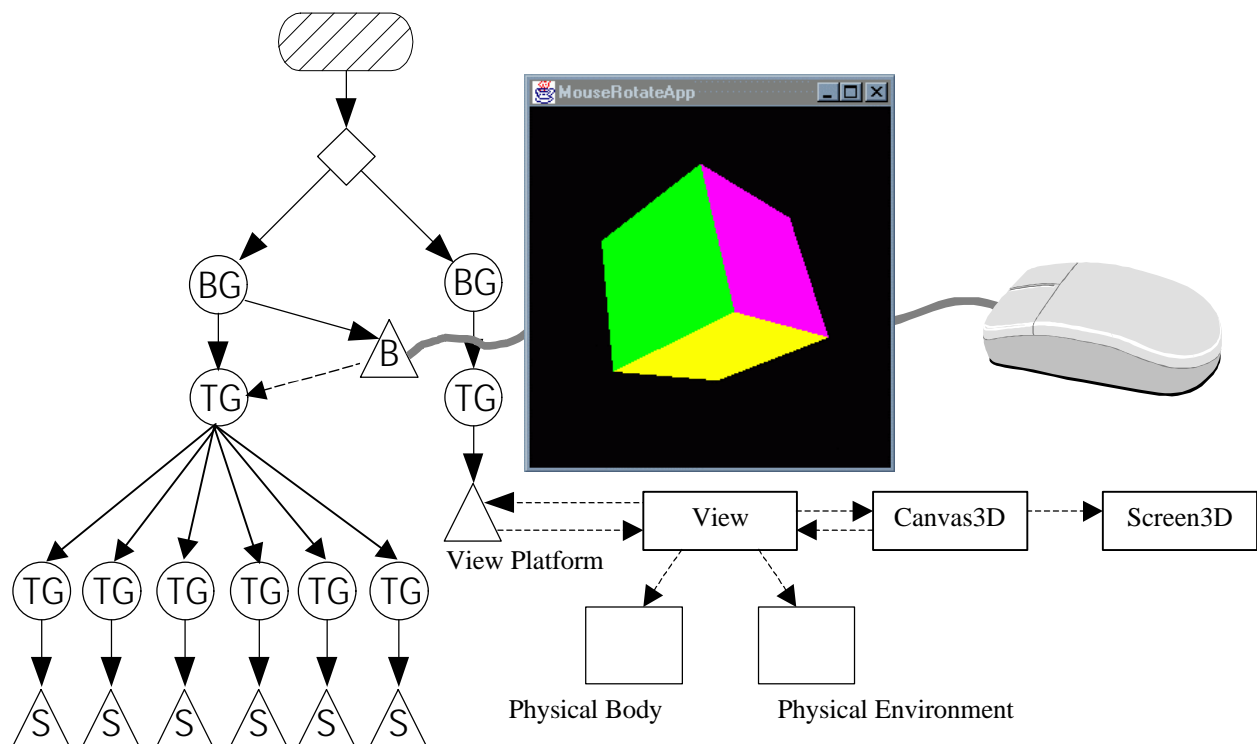 MouseRotateApp
BG
BG
B
TG
TG
View
Canvas3D
Screen3D
View Platform
TG TG TG TG TG TG
Physical Body
Physical Environment
S S S S S S